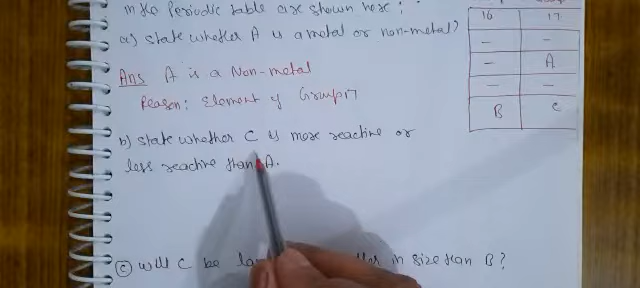 in the Periodic table are shown here:
a) state whether A is a metal or non-metal?
Ans A is a Non-metal
Reason: Element of Group 17
b) state whether C is more reactive or
less reactive than A.
(c) will C be in size than B?
16 17
- -
- A
- -
B C